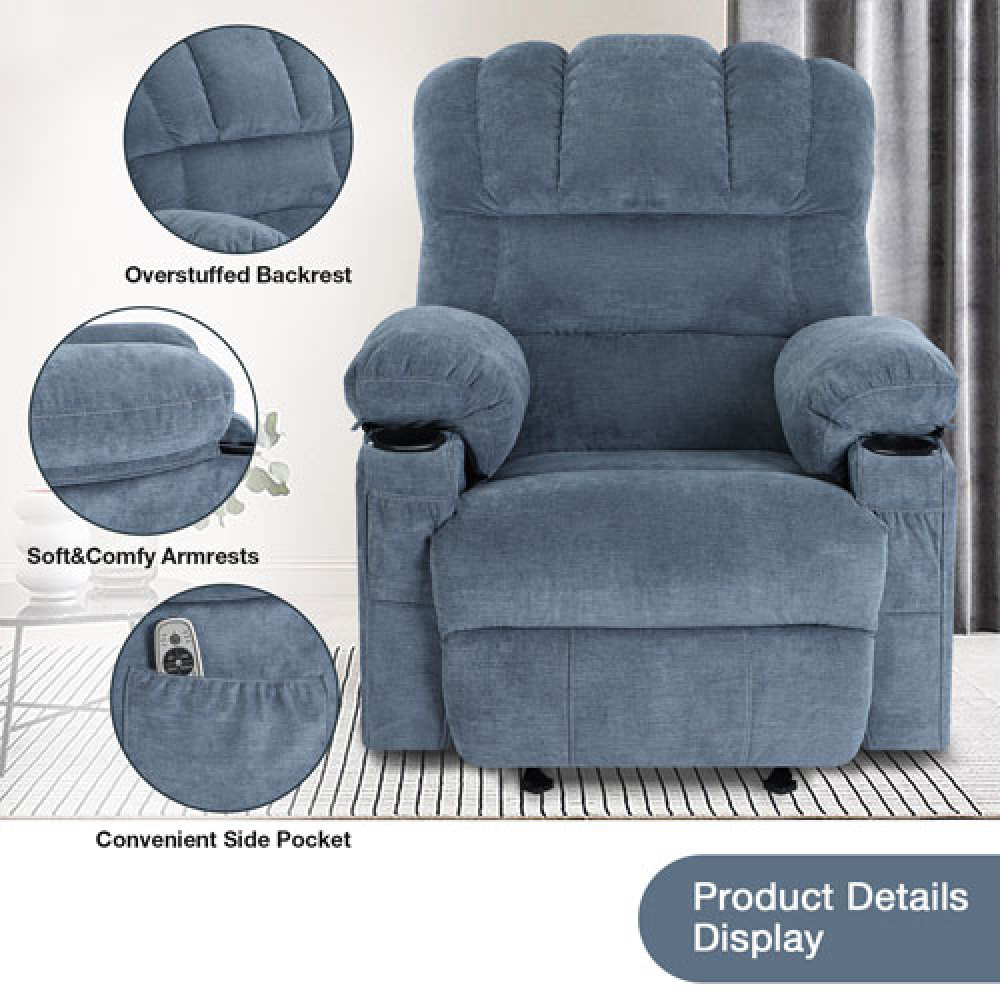 Overstuffed Backrest
Soft&Comfy Armrests
Convenient Side Pocket
Product Details
Display